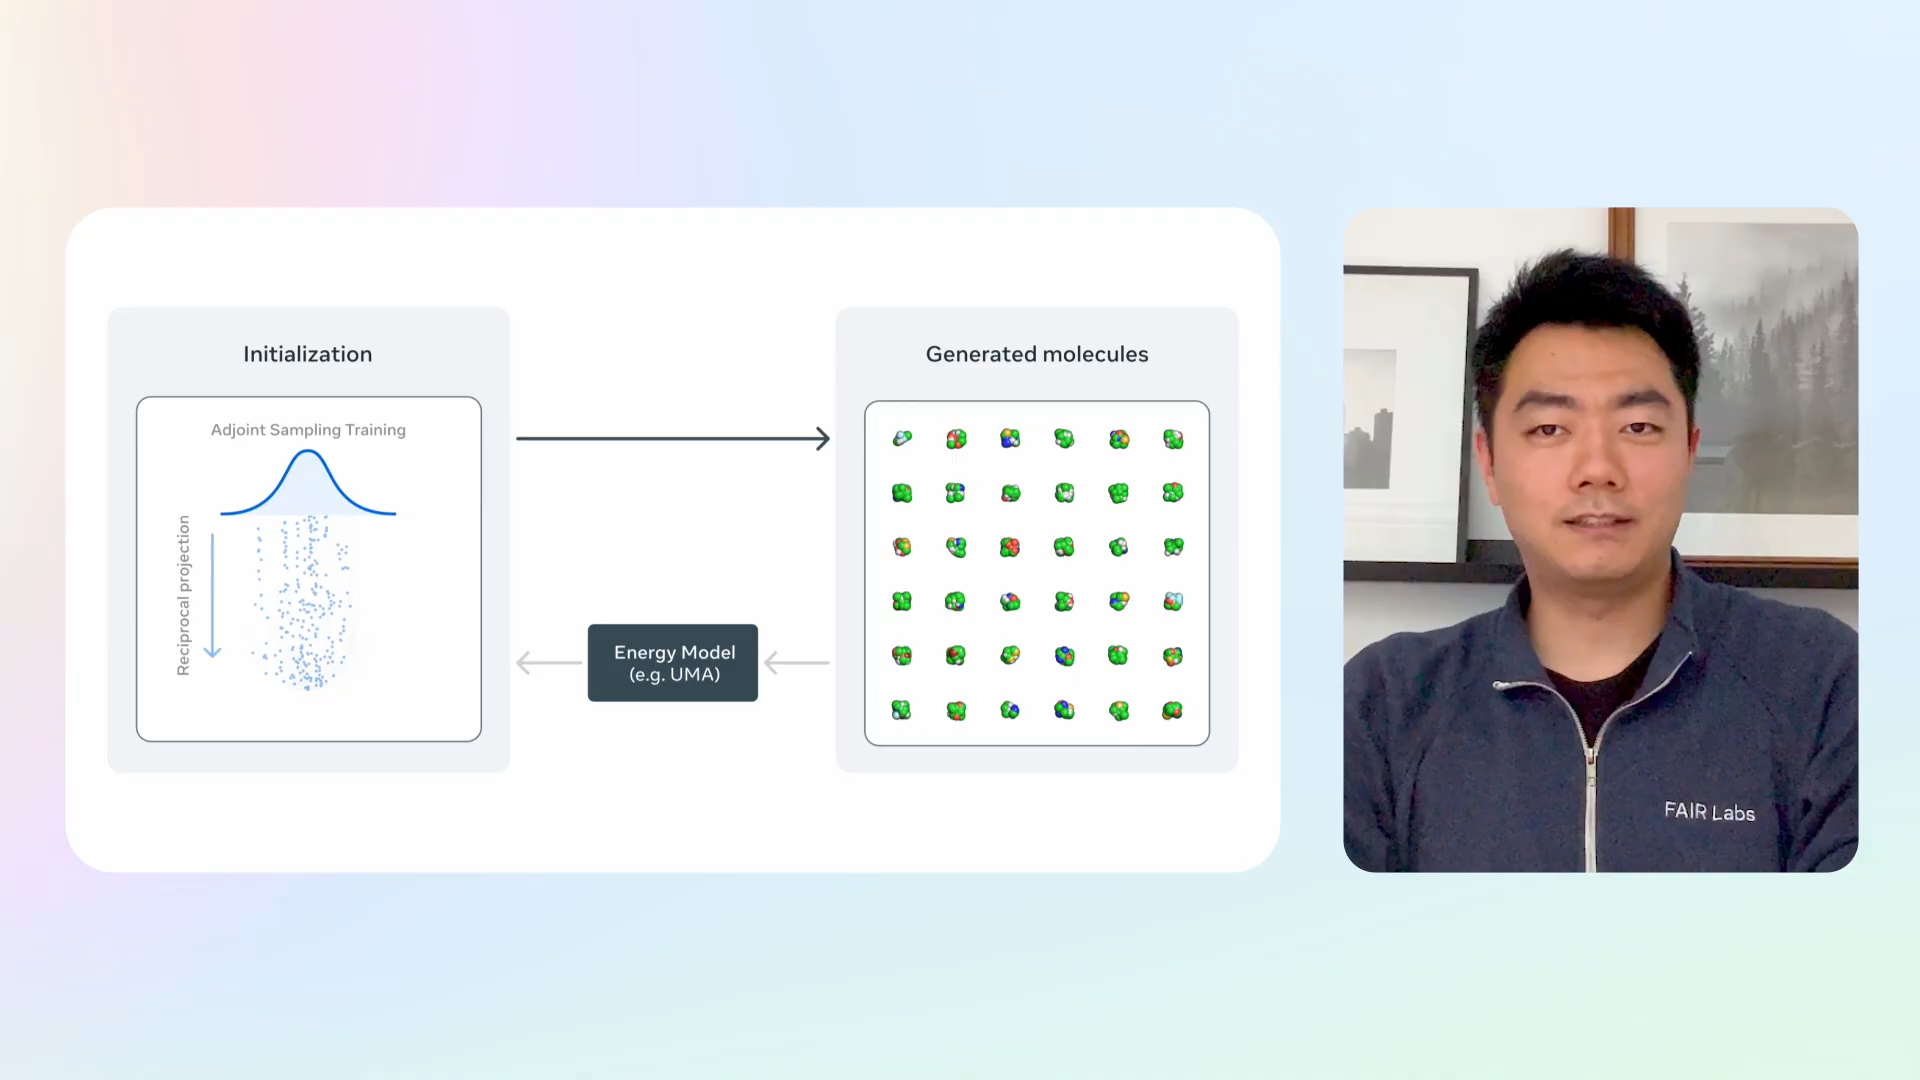 Initialization
Adjoint Sampling Training
Reciprocal projection
Energy Model
(e.g. UMA)
Generated molecules
FAIR Labs